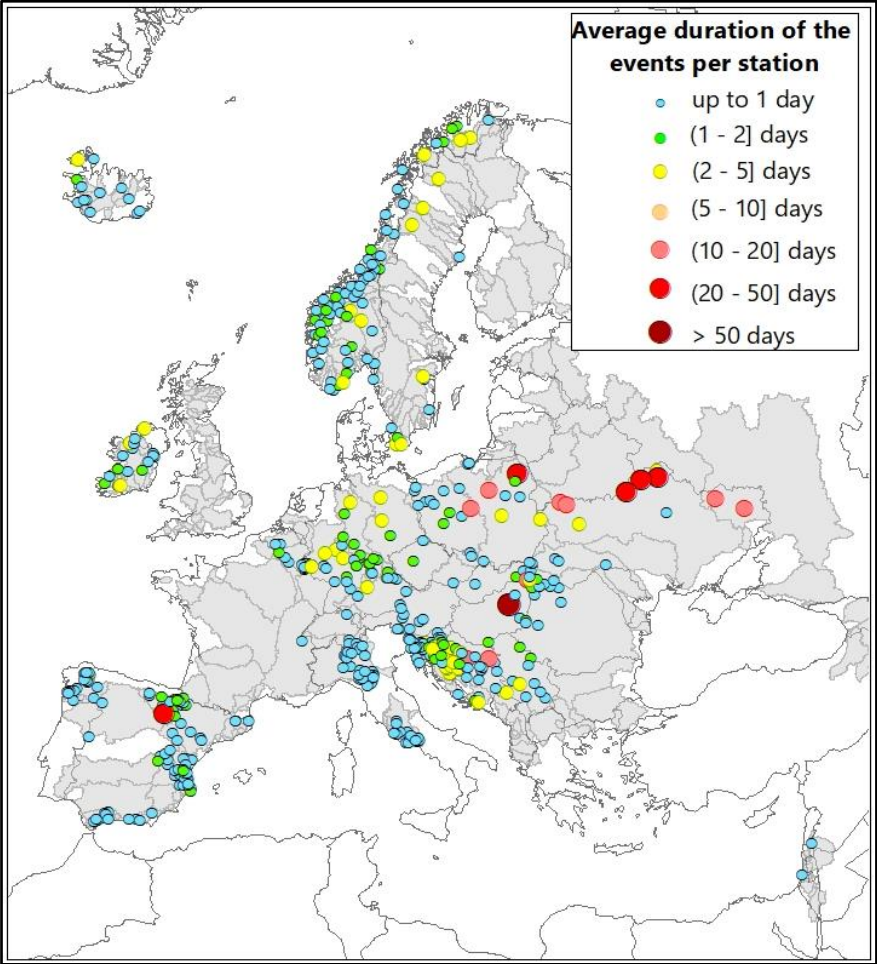 Average duration of the
events per station
up to 1 day
(1 - 2] days
(2 - 5] days
(5 - 10] days
(10 - 20] days
(20 - 50] days
> 50 days